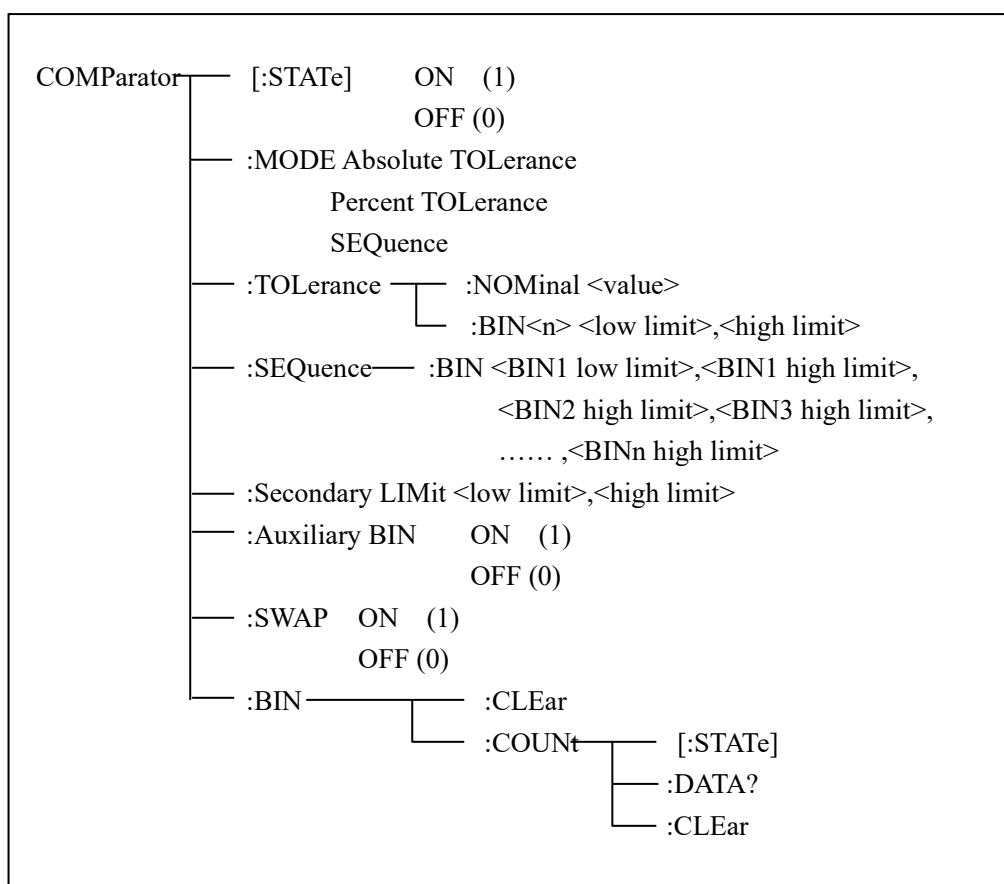 COMParator [:STATe] ON (1)
OFF (0)
:MODE Absolute TOLerance
Percent TOLerance
SEQuence
:TOLerance :NOMinal <value>
:BIN<n> <low limit>,<high limit>
:SEQuence :BIN <BIN1 low limit>,<BIN1 high limit>,
<BIN2 high limit>,<BIN3 high limit>,
…… ,<BINn high limit>
:Secondary LIMit <low limit>,<high limit>
:Auxiliary BIN ON (1)
OFF (0)
:SWAP ON (1)
OFF (0)
:BIN :CLEar
:COUNt [:STATe]
:DATA?
:CLEar